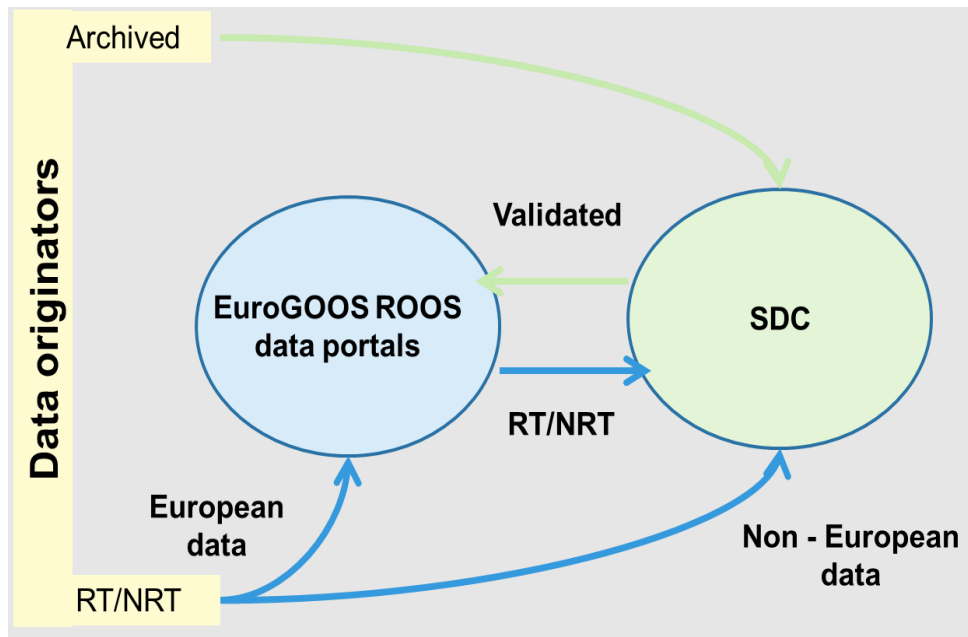 Data originators
Archived
Validated
EuroGOOS ROOS
data portals
SDC
RT/NRT
European
data
Non - European
data
RT/NRT